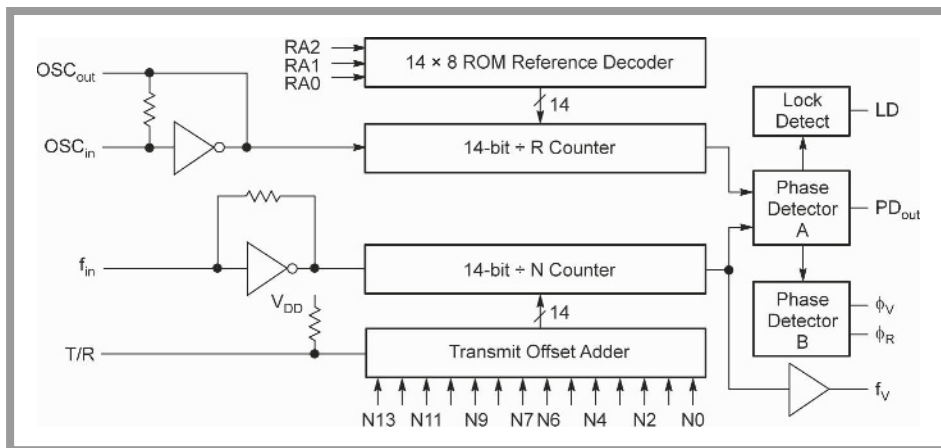 RA2
RA1
RA0
14 × 8 ROM Reference Decoder
OSCout
14
Lock Detect
LD
OSCin
14-bit ÷ R Counter
Phase Detector A
PDout
fin
14-bit ÷ N Counter
VDD
14
Phase Detector B
ϕV
ϕR
T/R
Transmit Offset Adder
fV
N13 N11 N9 N7 N6 N4 N2 N0